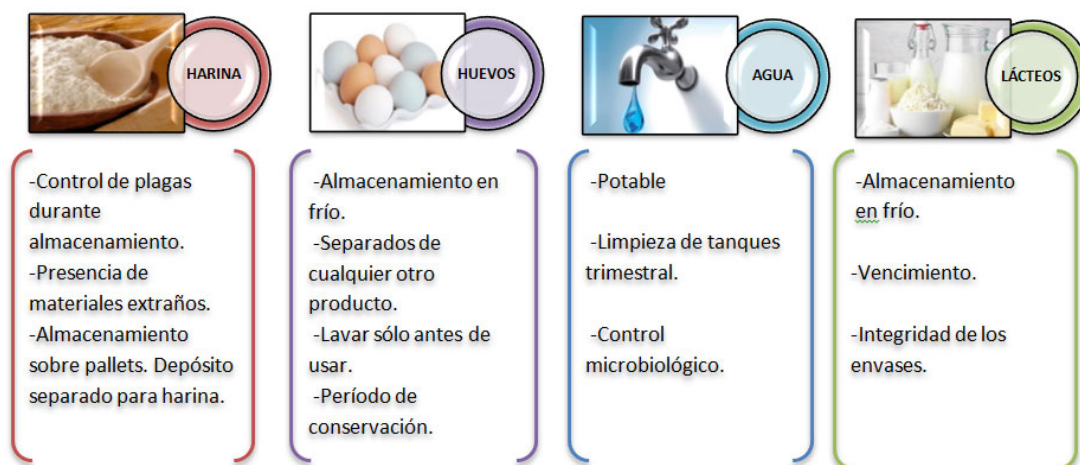 HARINA
-Control de plagas
durante
almacenamiento.
-Presencia de
materiales extraños.
-Almacenamiento
sobre pallets. Depósito
separado para harina.
HUEVOS
-Almacenamiento en
frío.
-Separados de
cualquier otro
producto.
-Lavar sólo antes de
usar.
-Período de
conservación.
AGUA
-Potable
-Limpieza de tanques
trimestral.
-Control
microbiológico.
LÁCTEOS
-Almacenamiento
en frío.
-Vencimiento.
-Integridad de los
envases.